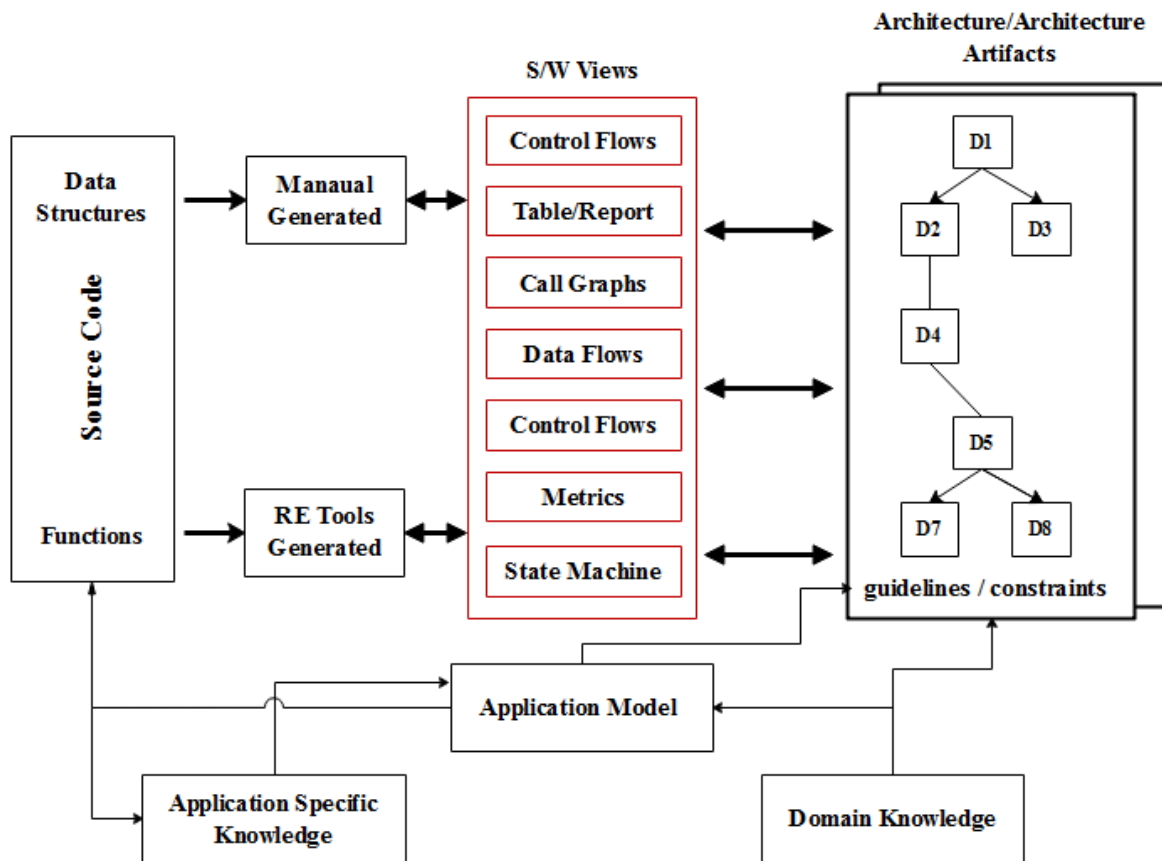 Architecture/Architecture
Artifacts
S/W Views
Data
Structures
Source Code
Functions
Manaual
Generated
RE Tools
Generated
Control Flows
Table/Report
Call Graphs
Data Flows
Control Flows
Metrics
State Machine
D1
D2
D3
D4
D5
D7
D8
guidelines / constraints
Application Model
Application Specific
Knowledge
Domain Knowledge